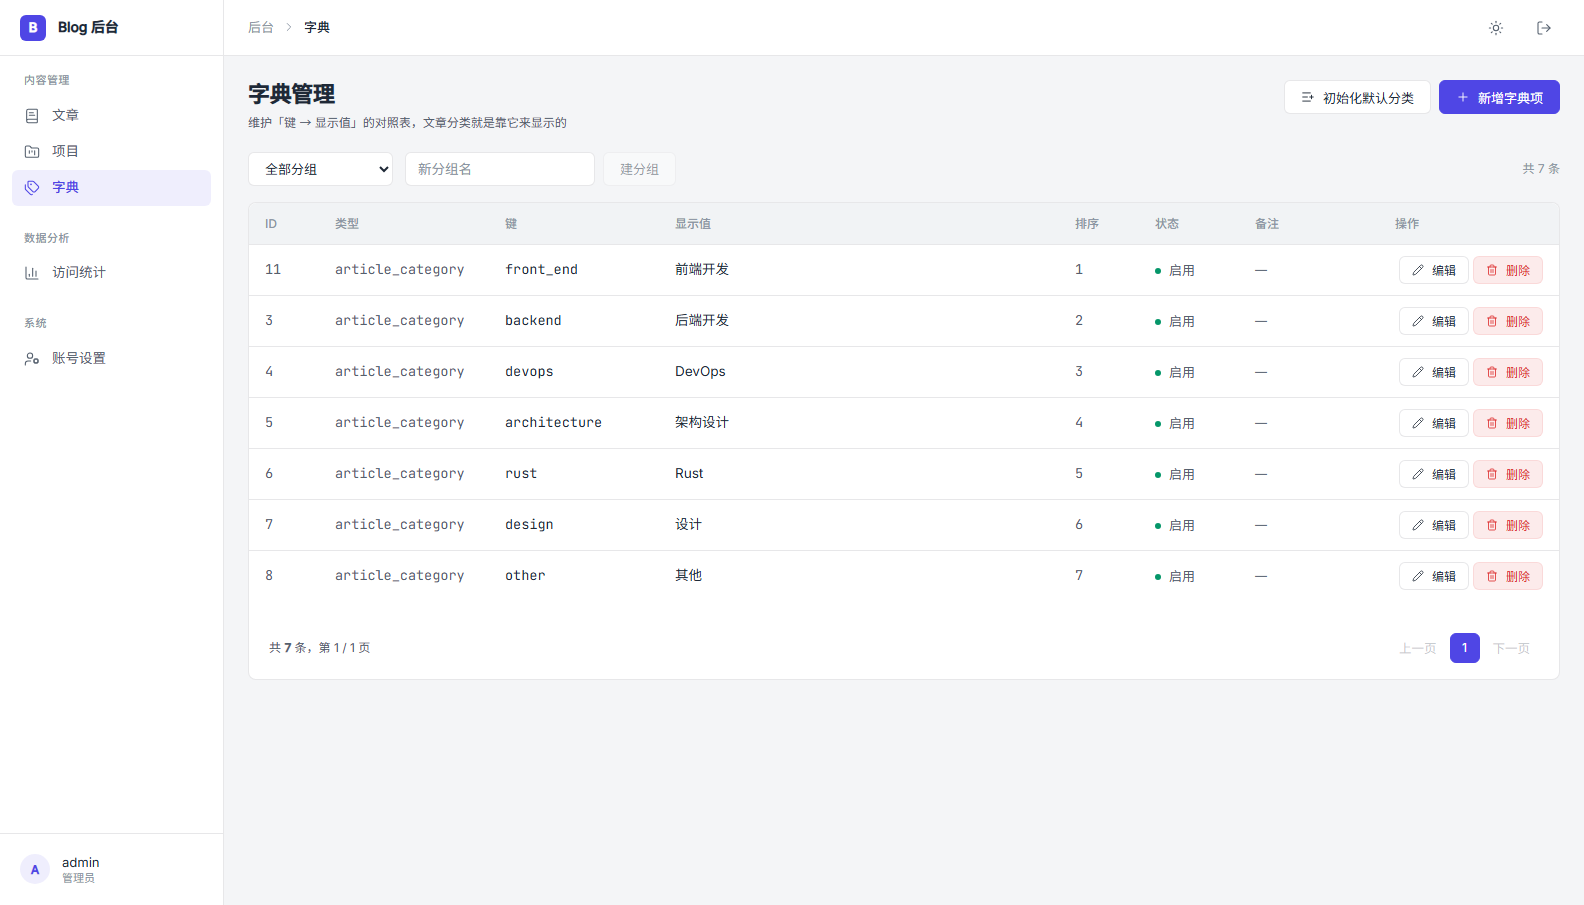 B Blog 后台
后台 > 字典
内容管理
文章
项目
字典
数据分析
访问统计
系统
账号设置
字典管理
维护「键 → 显示值」的对照表，文章分类就是靠它来显示的
初始化默认分类
+ 新增字典项
全部分组 新分组名 建分组 共 7 条
ID 类型 键 显示值 排序 状态 备注 操作
11 article_category front_end 前端开发 1 启用 — 编辑 删除
3 article_category backend 后端开发 2 启用 — 编辑 删除
4 article_category devops DevOps 3 启用 — 编辑 删除
5 article_category architecture 架构设计 4 启用 — 编辑 删除
6 article_category rust Rust 5 启用 — 编辑 删除
7 article_category design 设计 6 启用 — 编辑 删除
8 article_category other 其他 7 启用 — 编辑 删除
共 7 条，第 1 / 1 页 上一页 1 下一页
A admin
管理员